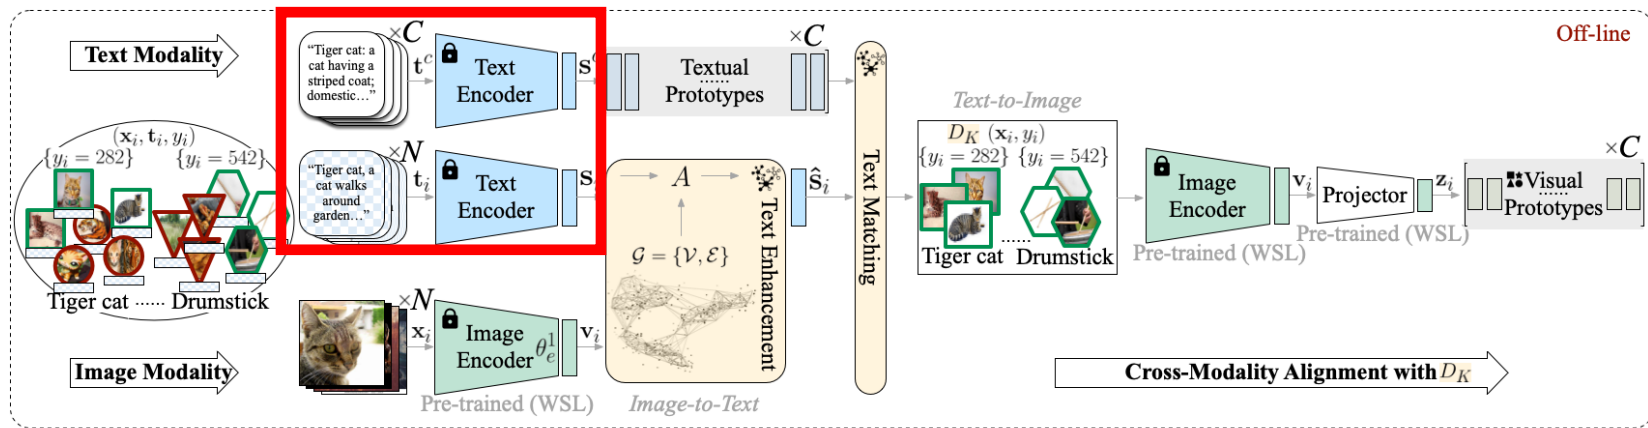 Off-line
Text Modality
“Tiger cat: a
cat having a
striped coat;
domestic…”
×C
t^c
Text
Encoder
s^c
Textual
......
Prototypes
×C
(x_i, t_i, y_i)
{y_i = 282} {y_i = 542}
Tiger cat ...... Drumstick
“Tiger cat, a
cat walks
around
garden…”
×N
t_i
Text
Encoder
s_i
A
ŝ_i
G = {V, E}
Text Enhancement
Image-to-Text
Image Modality
×N
x_i
Image
Encoder θ_e^1
v_i
Pre-trained (WSL)
Text Matching
Text-to-Image
D_K (x_i, y_i)
{y_i = 282} {y_i = 542}
......
Tiger cat Drumstick
Image
Encoder
Pre-trained (WSL)
v_i
Projector
Pre-trained (WSL)
z_i
×C
Visual
......
Prototypes
Cross-Modality Alignment with D_K